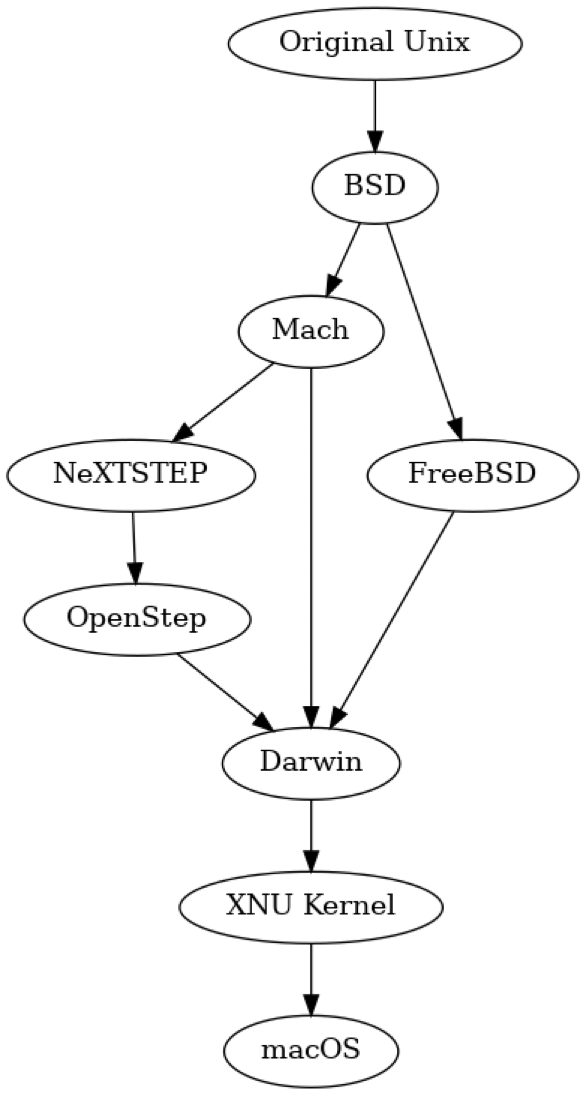 Original Unix
BSD
Mach
NeXTSTEP
FreeBSD
OpenStep
Darwin
XNU Kernel
macOS